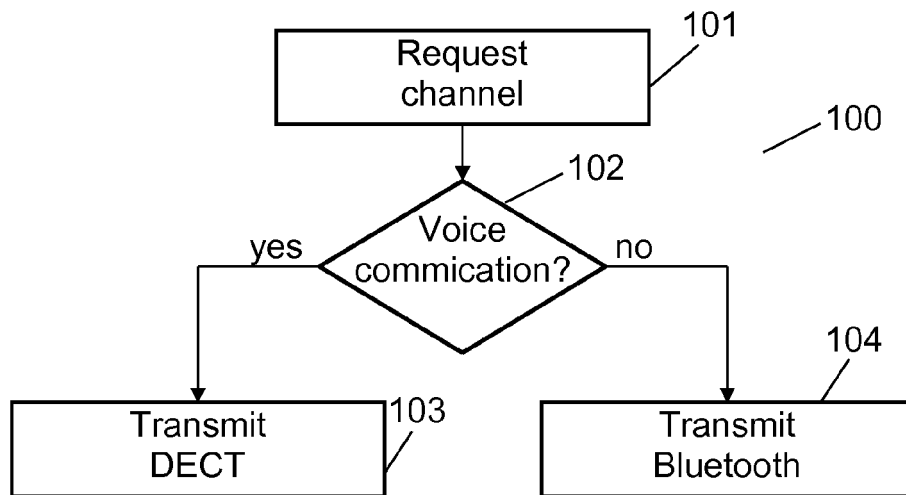 101
Request
channel
100
102
Voice
commication?
yes
no
103
Transmit
DECT
104
Transmit
Bluetooth